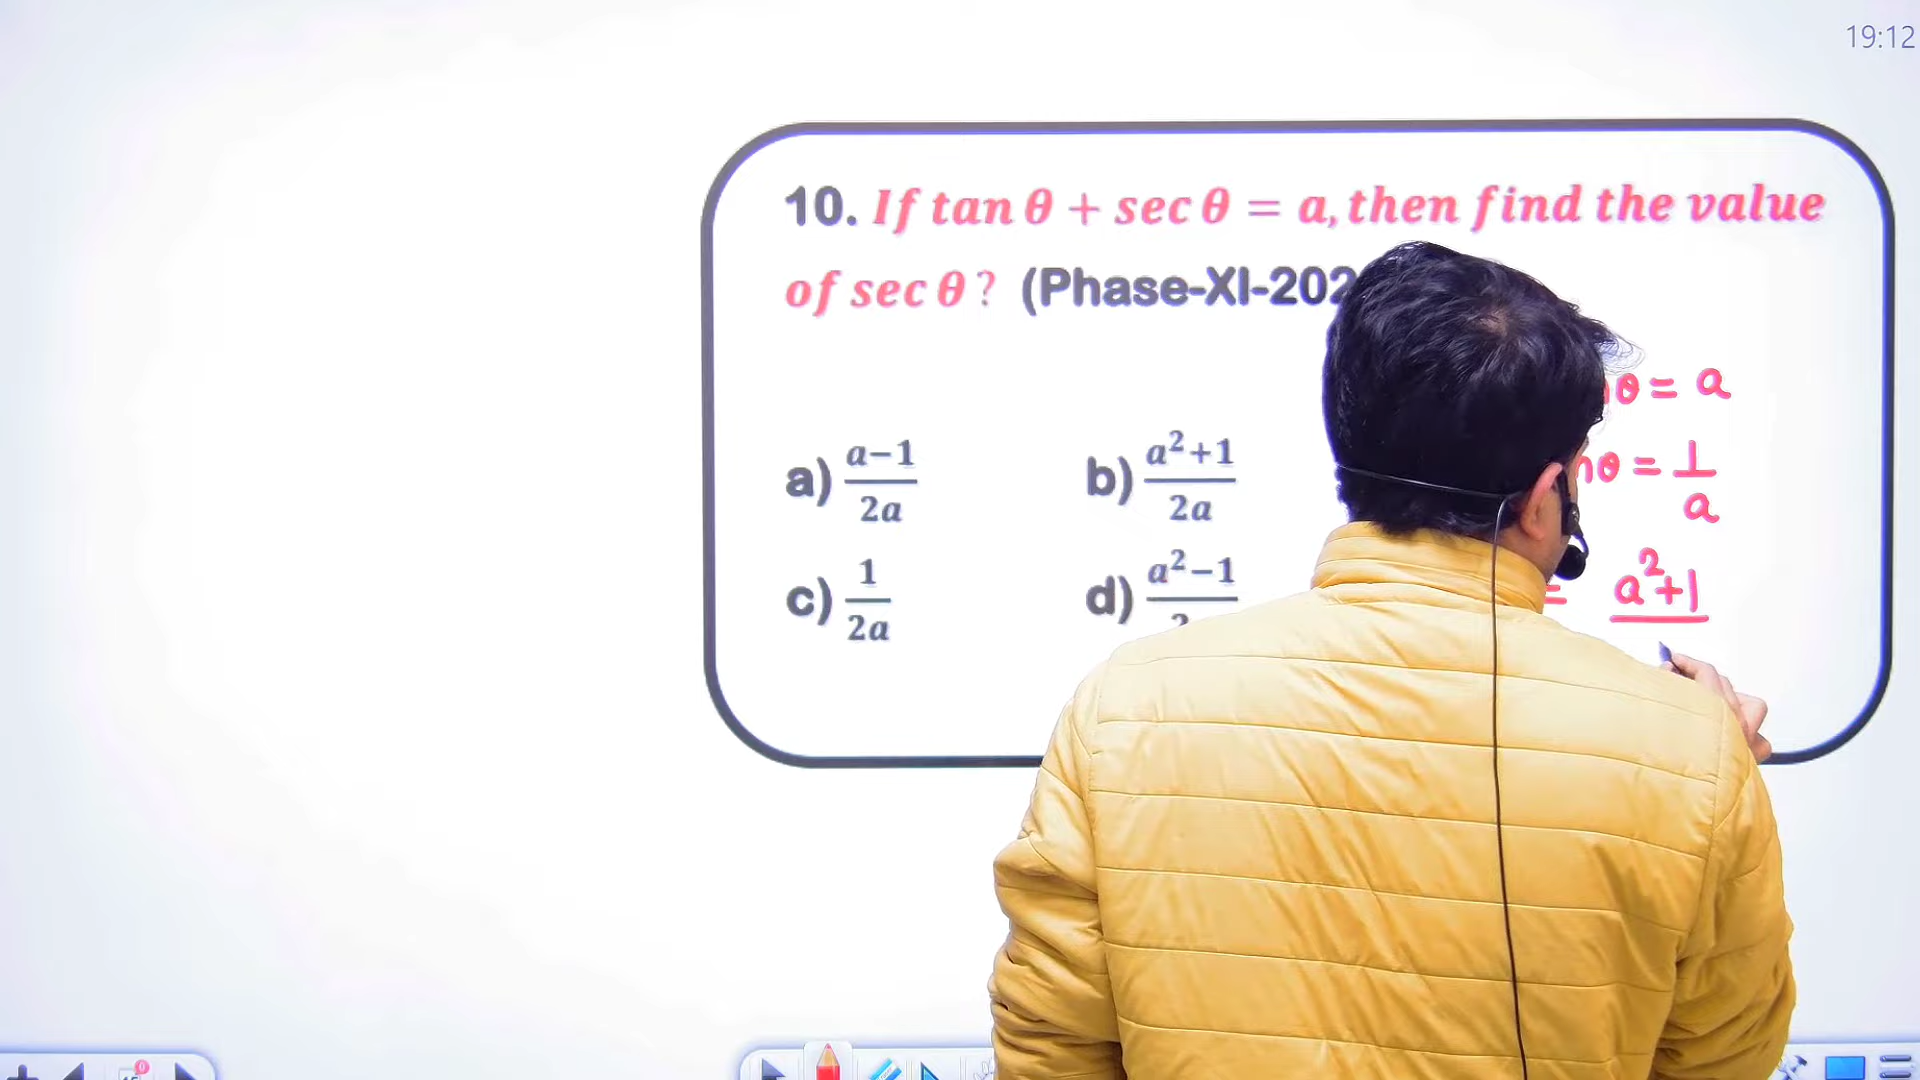 19:12
10. If tan θ + sec θ = a, then find the value
of sec θ ? (Phase-XI-202
θ = a
a) a−1/2a
b) a²+1/2a
θ = 1/a
c) 1/2a
d) a²−1
= a²+1